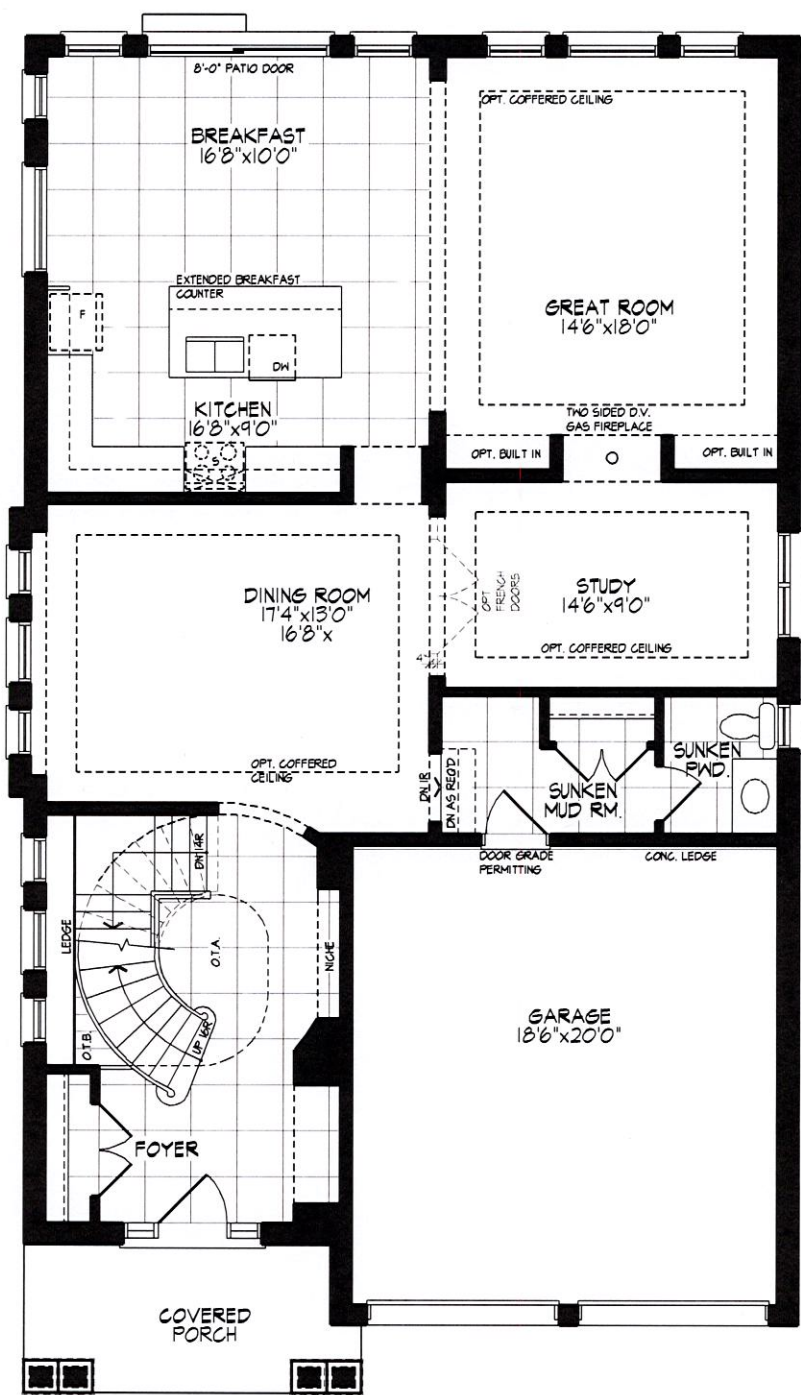 8'-0" PATIO DOOR
BREAKFAST
16'8"x10'0"
OPT. COFFERED CEILING
EXTENDED BREAKFAST
COUNTER
F
DW
GREAT ROOM
14'6"x18'0"
KITCHEN
16'8"x9'0"
S
TWO SIDED D.V.
GAS FIREPLACE
OPT. BUILT IN
OPT. BUILT IN
DINING ROOM
17'4"x13'0"
16'8"x
OPT
FRENCH
DOORS
STUDY
14'6"x9'0"
OPT. COFFERED CEILING
4"
OPT. COFFERED
CEILING
DN 1R
DN AS REQ'D
SUNKEN
MUD RM.
SUNKEN
PWD.
DOOR GRADE
PERMITTING
CONC. LEDGE
DN 14R
LEDGE
O.T.A.
NICHE
O.T.B.
UP 16R
GARAGE
18'6"x20'0"
FOYER
COVERED
PORCH